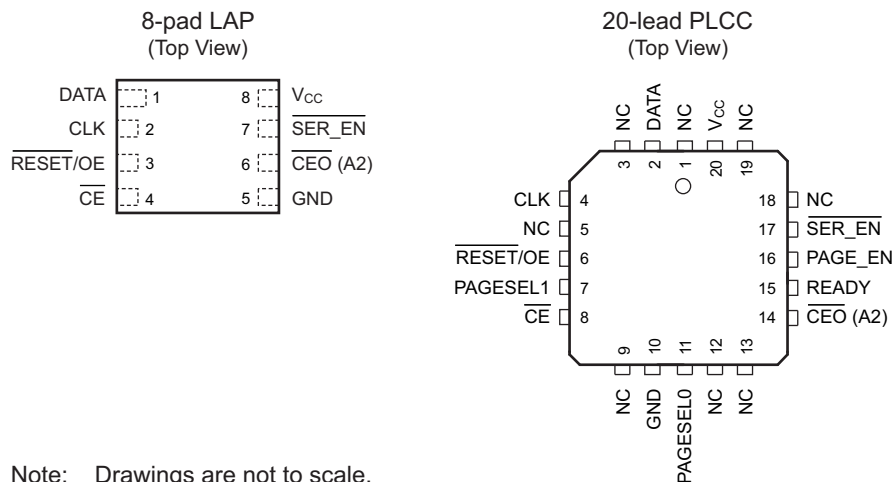 8-pad LAP
(Top View)
DATA 1 8 VCC
CLK 2 7 SER_EN
RESET/OE 3 6 CEO (A2)
CE 4 5 GND
20-lead PLCC
(Top View)
NC DATA NC VCC NC
3 2 1 20 19
CLK 4 18 NC
NC 5 17 SER_EN
RESET/OE 6 16 PAGE_EN
PAGESEL1 7 15 READY
CE 8 14 CEO (A2)
9 10 11 12 13
NC GND PAGESEL0 NC NC
Note: Drawings are not to scale.